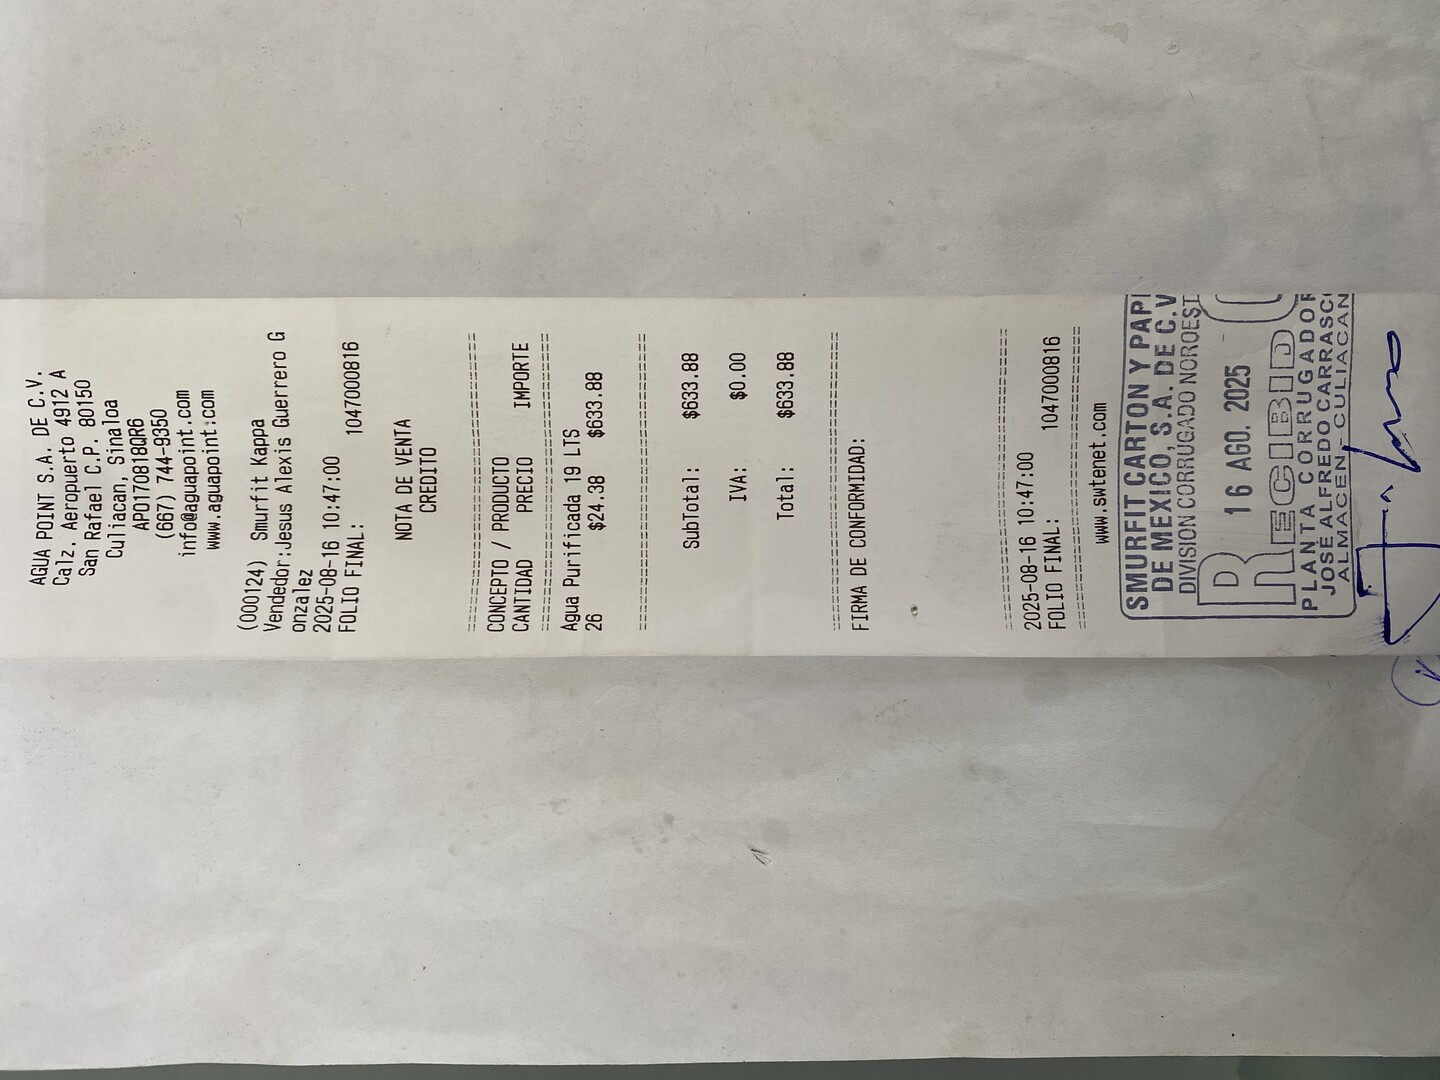 AGUA POINT S.A. DE C.V.
Calz. Aeropuerto 4912 A
San Rafael C.P. 80150
Culiacan, Sinaloa
APO170818QR6
(667) 744-9350
info@aguapoint.com
www.aguapoint.com
(000124) Smurfit Kappa
Vendedor:Jesus Alexis Guerrero G
onzalez
2025-08-16 10:47:00
FOLIO FINAL: 1047000816
NOTA DE VENTA
CREDITO
CONCEPTO / PRODUCTO
CANTIDAD PRECIO IMPORTE
Agua Purificada 19 LTS
26 $24.38 $633.88
SubTotal: $633.88
IVA: $0.00
Total: $633.88
FIRMA DE CONFORMIDAD:
2025-08-16 10:47:00
FOLIO FINAL: 1047000816
www.swtenet.com
SMURFIT CARTON Y PAP
DE MEXICO, S.A. DE C.V
DIVISION CORRUGADO NOROEST
16 AGO. 2025
RECIBIDO
PLANTA CORRUGADOR
JOSÉ ALFREDO CARRASCO
ALMACEN - CULIACAN